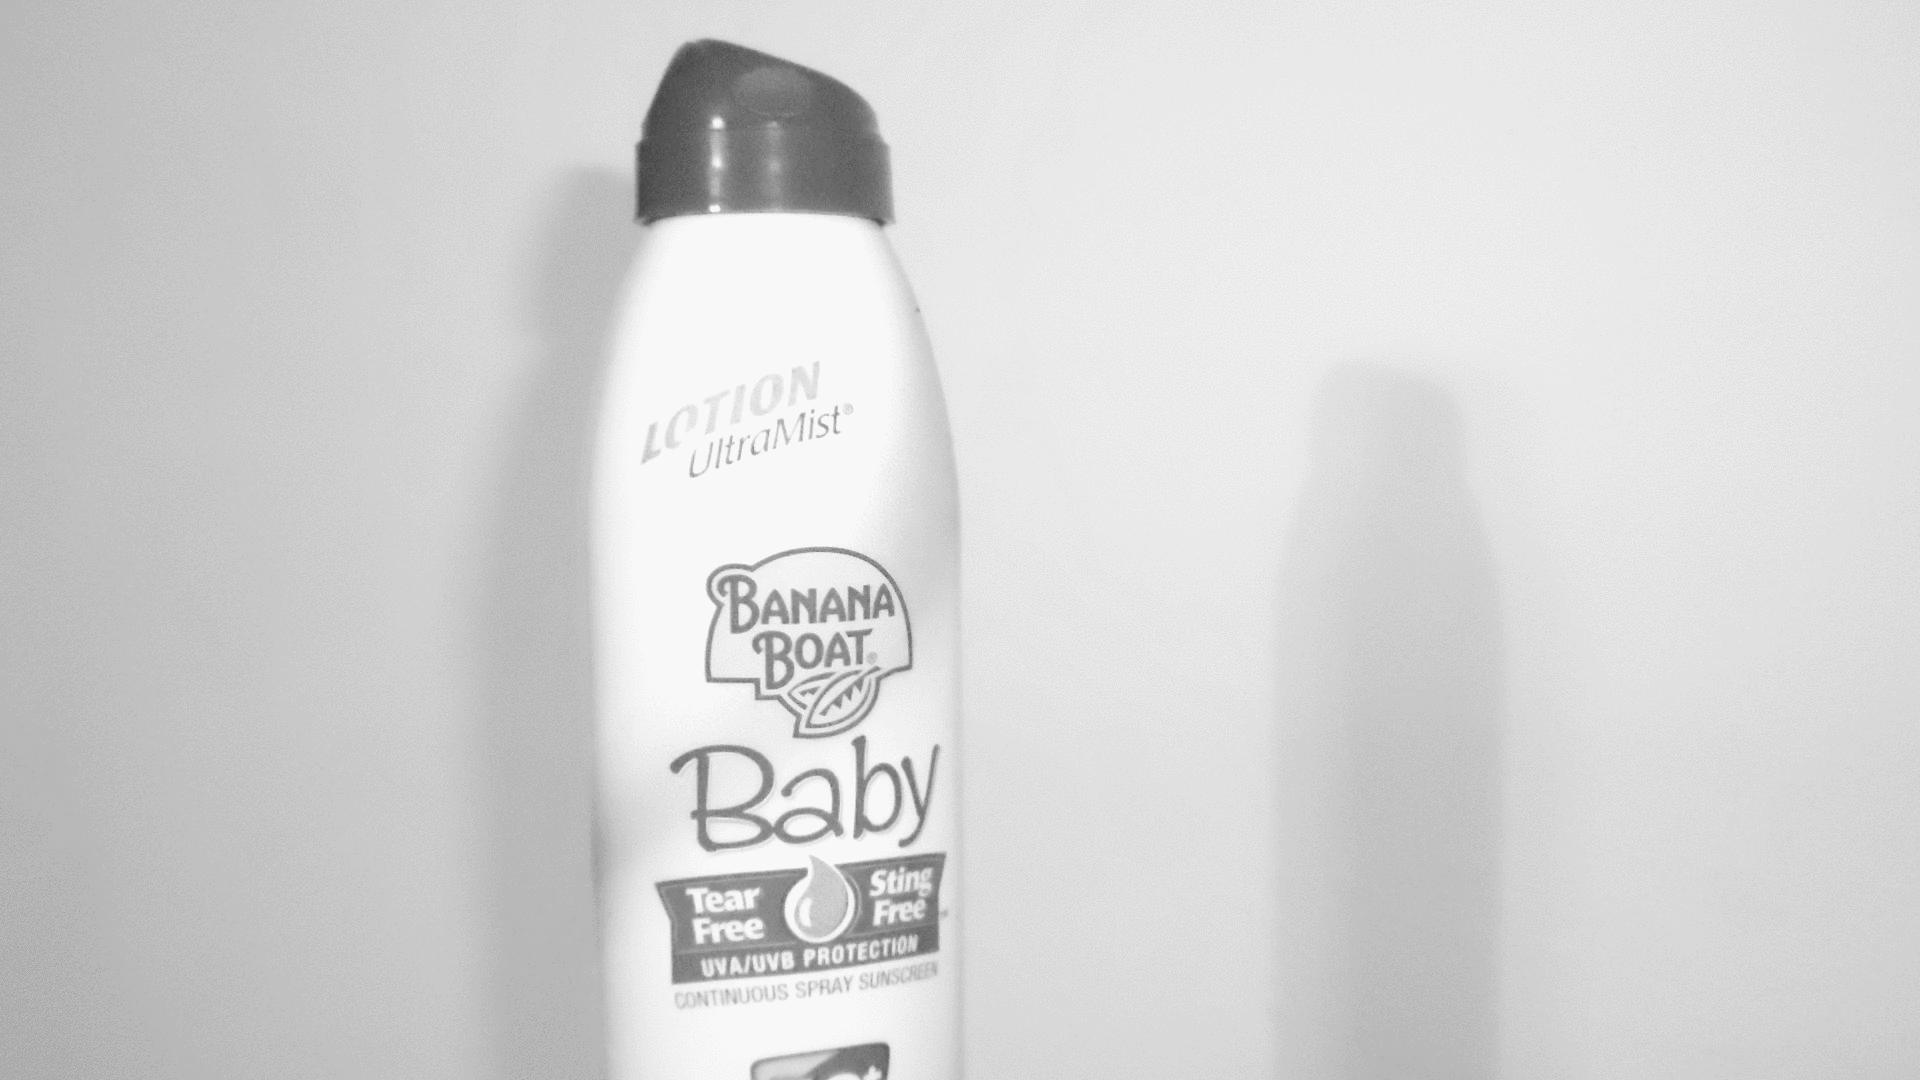 LOTION
UltraMist®
BANANA
BOAT®
Baby
Tear
Free
Sting
Free
UVA/UVB PROTECTION
CONTINUOUS SPRAY SUNSCREEN